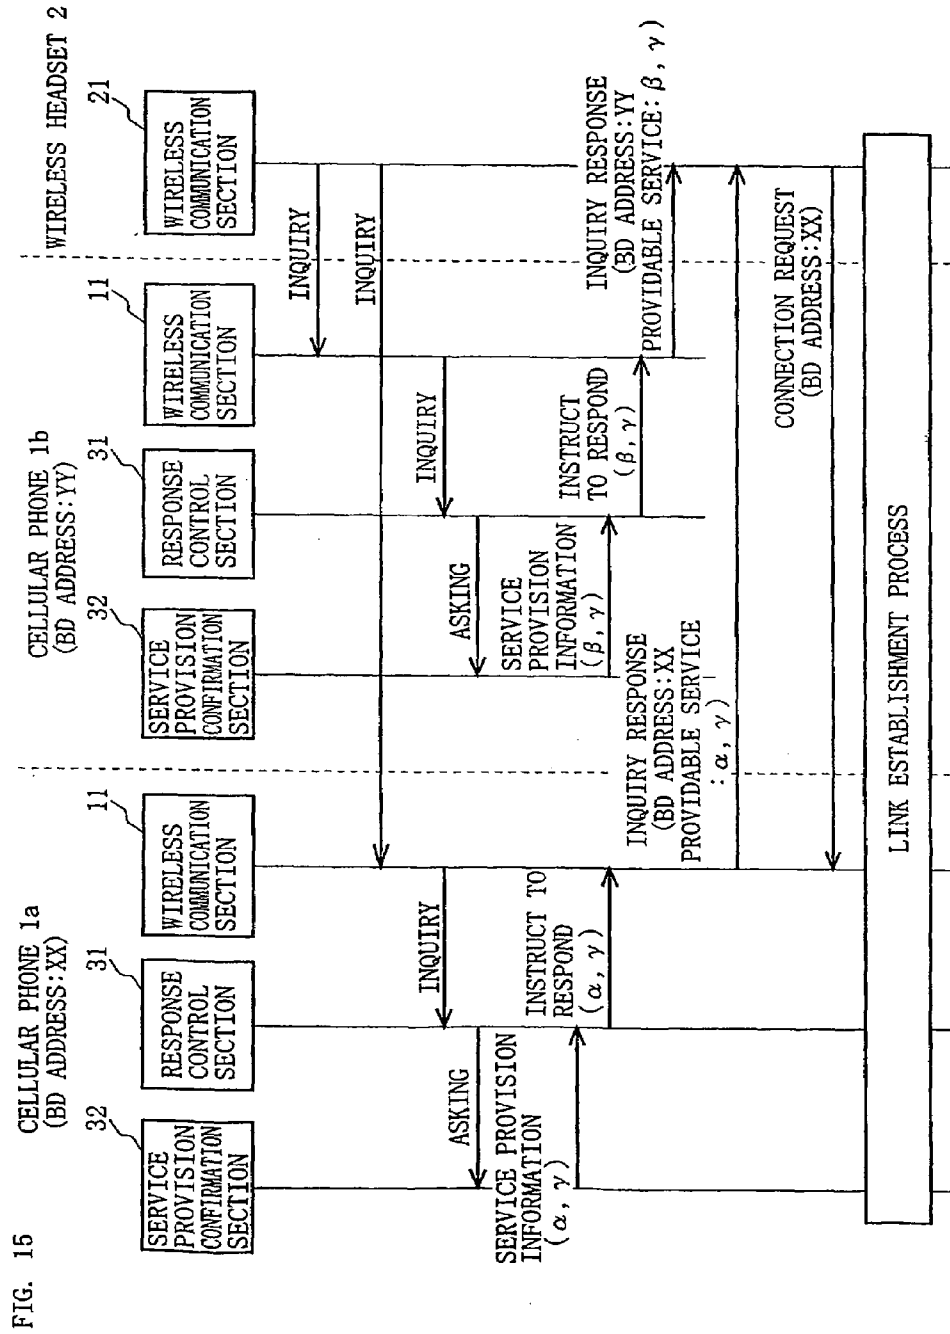 FIG. 15
CELLULAR PHONE 1a
(BD ADDRESS:XX)
CELLULAR PHONE 1b
(BD ADDRESS:YY)
WIRELESS HEADSET 2
32
31
11
32
31
11
21
SERVICE
PROVISION
CONFIRMATION
SECTION
RESPONSE
CONTROL
SECTION
WIRELESS
COMMUNICATION
SECTION
SERVICE
PROVISION
CONFIRMATION
SECTION
RESPONSE
CONTROL
SECTION
WIRELESS
COMMUNICATION
SECTION
WIRELESS
COMMUNICATION
SECTION
INQUIRY
INQUIRY
INQUIRY
INQUIRY
ASKING
ASKING
SERVICE PROVISION
INFORMATION
(α, γ)
INSTRUCT TO
RESPOND
(α, γ)
SERVICE
PROVISION
INFORMATION
(β, γ)
INSTRUCT
TO RESPOND
(β, γ)
INQUIRY RESPONSE
(BD ADDRESS:YY
PROVIDABLE SERVICE:β, γ)
INQUIRY RESPONSE
(BD ADDRESS:XX
PROVIDABLE SERVICE
:α, γ)
CONNECTION REQUEST
(BD ADDRESS:XX)
LINK ESTABLISHMENT PROCESS